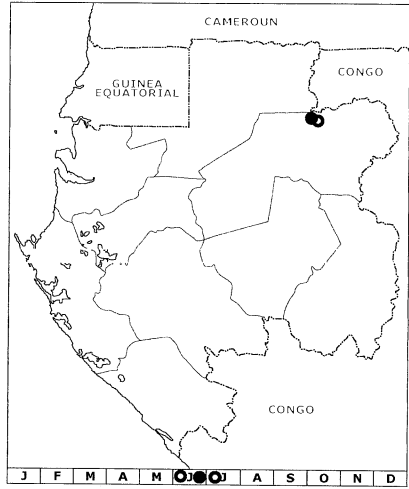 CAMEROUN
GUINEA
EQUATORIAL
CONGO
CONGO
J F M A M J J A S O N D